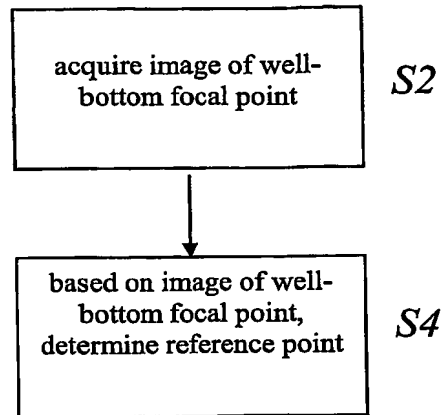 acquire image of well-
bottom focal point
S2
based on image of well-
bottom focal point,
determine reference point
S4